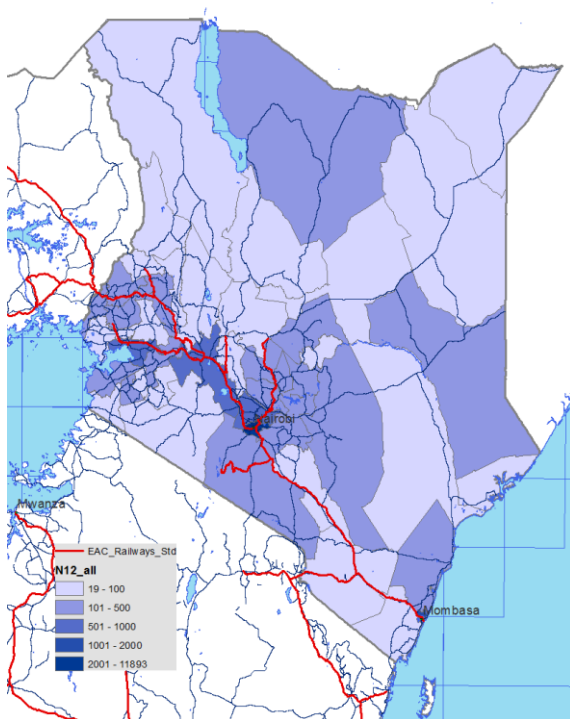 Nairobi
Mwanza
EAC_Railways_Std
N12_all
19 - 100
101 - 500
501 - 1000
1001 - 2000
2001 - 11893
Mombasa